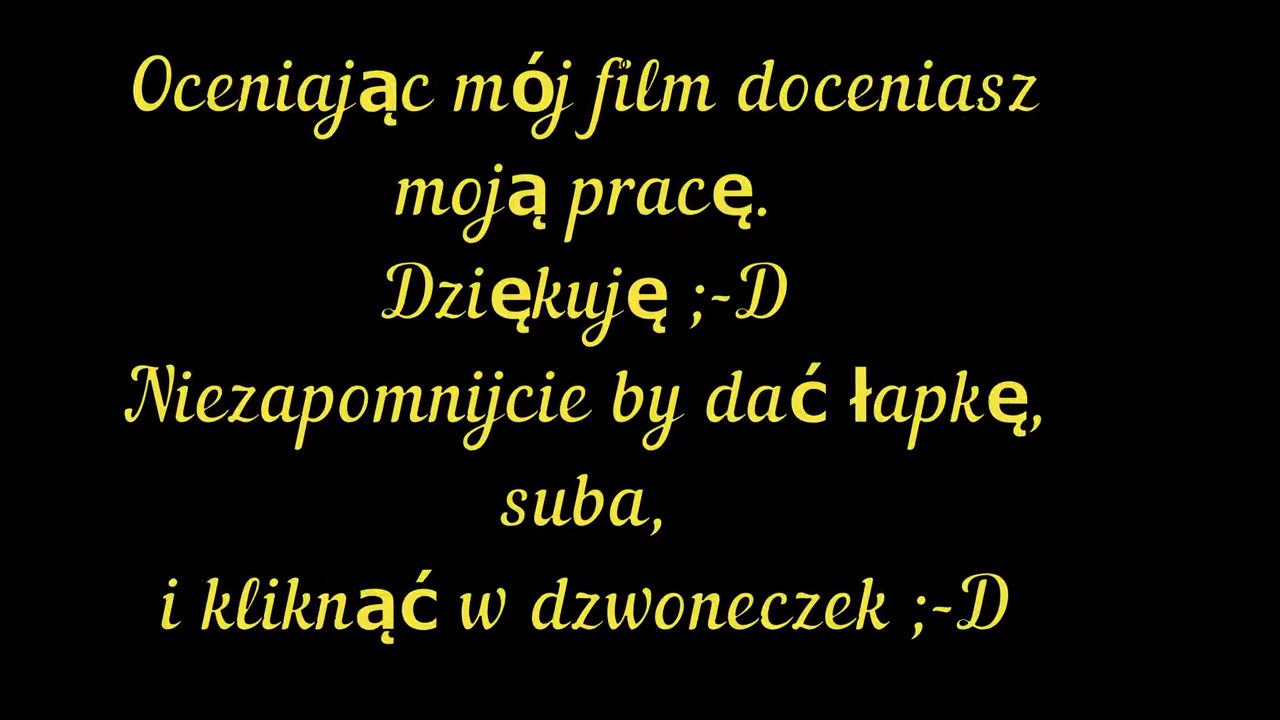 Oceniając mój film doceniasz
moją pracę.
Dziękuję ;-D
Niezapomnijcie by dać łapkę,
suba,
i kliknąć w dzwoneczek ;-D